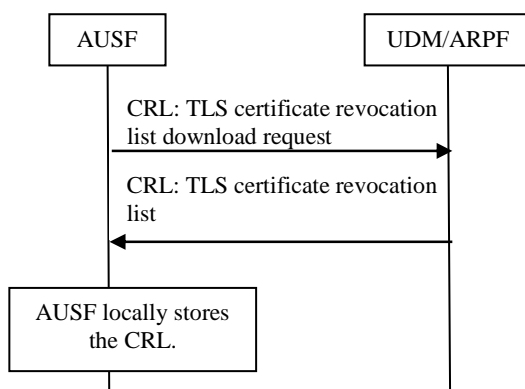 AUSF
UDM/ARPF
CRL: TLS certificate revocation
list download request
CRL: TLS certificate revocation
list
AUSF locally stores
the CRL.